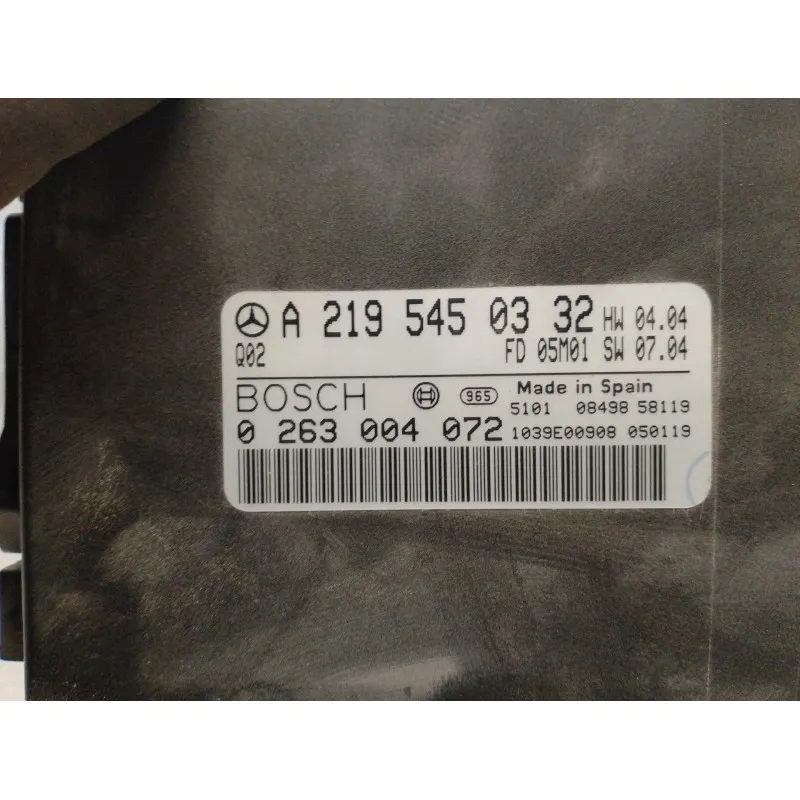 A 219 545 03 32 HW 04.04
Q02 FD 05M01 SW 07.04
BOSCH 965 Made in Spain
5101 08498 58119
0 263 004 072 1039E00908 050119